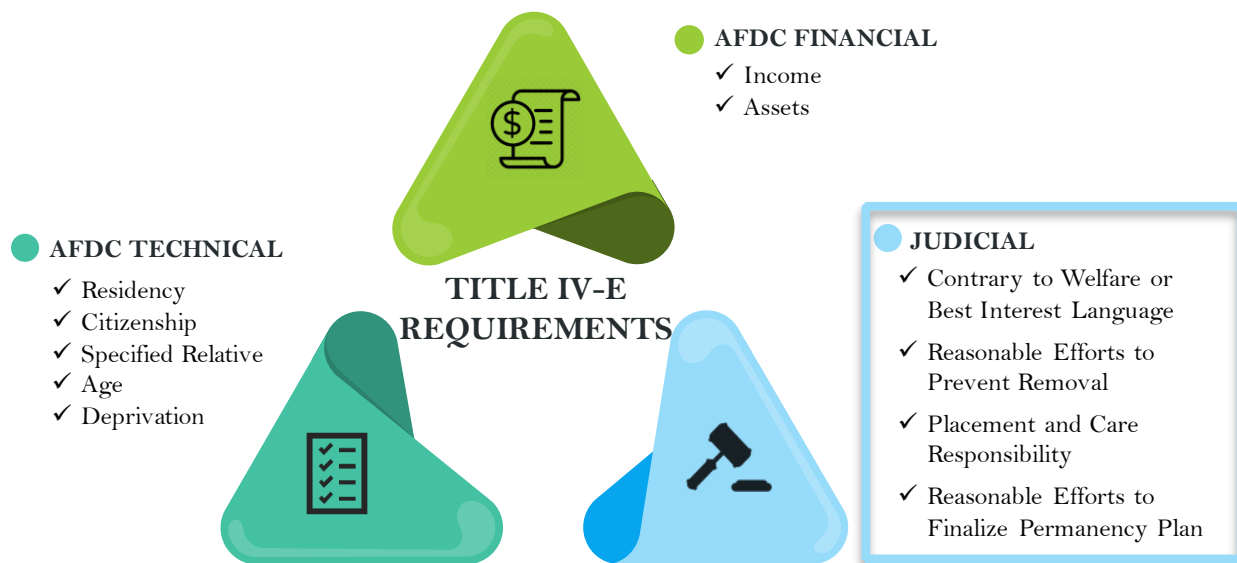 AFDC FINANCIAL
✓ Income
✓ Assets
AFDC TECHNICAL
✓ Residency
✓ Citizenship
✓ Specified Relative
✓ Age
✓ Deprivation
TITLE IV-E
REQUIREMENTS
JUDICIAL
✓ Contrary to Welfare or
Best Interest Language
✓ Reasonable Efforts to
Prevent Removal
✓ Placement and Care
Responsibility
✓ Reasonable Efforts to
Finalize Permanency Plan
$